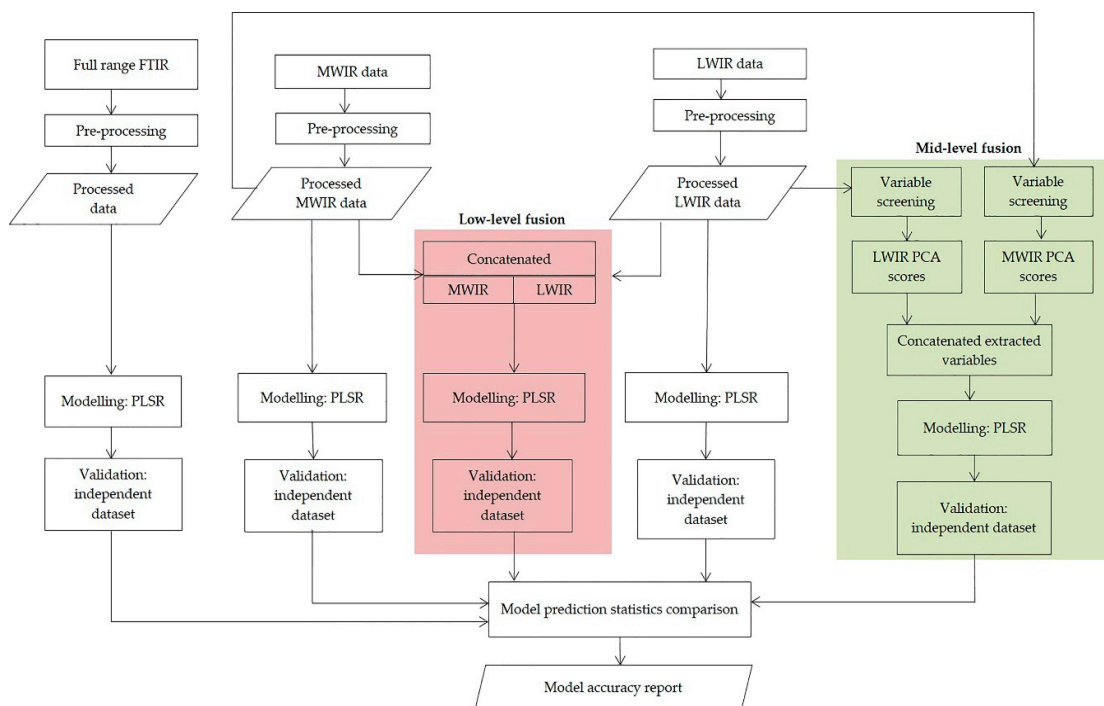 Full range FTIR
Pre-processing
Processed
data
Modelling: PLSR
Validation:
independent
dataset
MWIR data
Pre-processing
Processed
MWIR data
Modelling: PLSR
Validation:
independent
dataset
Low-level fusion
Concatenated
MWIR
LWIR
Modelling: PLSR
Validation:
independent
dataset
LWIR data
Pre-processing
Processed
LWIR data
Modelling: PLSR
Validation:
independent
dataset
Mid-level fusion
Variable
screening
Variable
screening
LWIR PCA
scores
MWIR PCA
scores
Concatenated extracted
variables
Modelling: PLSR
Validation:
independent dataset
Model prediction statistics comparison
Model accuracy report